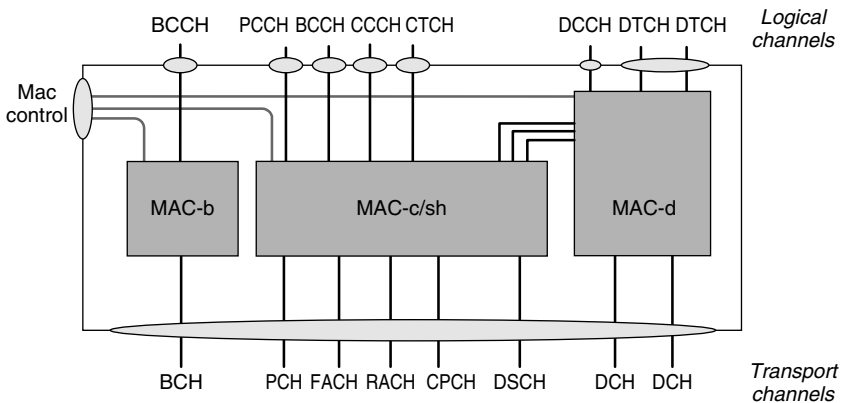 BCCH PCCH BCCH CCCH CTCH DCCH DTCH DTCH
Logical
channels
Mac
control
MAC-b MAC-c/sh MAC-d
BCH PCH FACH RACH CPCH DSCH DCH DCH
Transport
channels